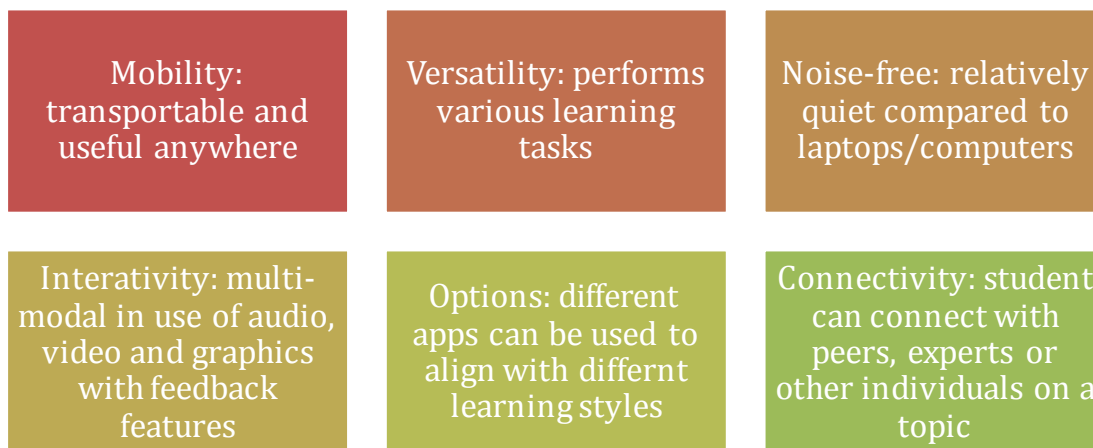 Mobility:
transportable and
useful anywhere
Versatility: performs
various learning
tasks
Noise-free: relatively
quiet compared to
laptops/computers
Interativity: multi-
modal in use of audio,
video and graphics
with feedback
features
Options: different
apps can be used to
align with differnt
learning styles
Connectivity: student
can connect with
peers, experts or
other individuals on a
topic